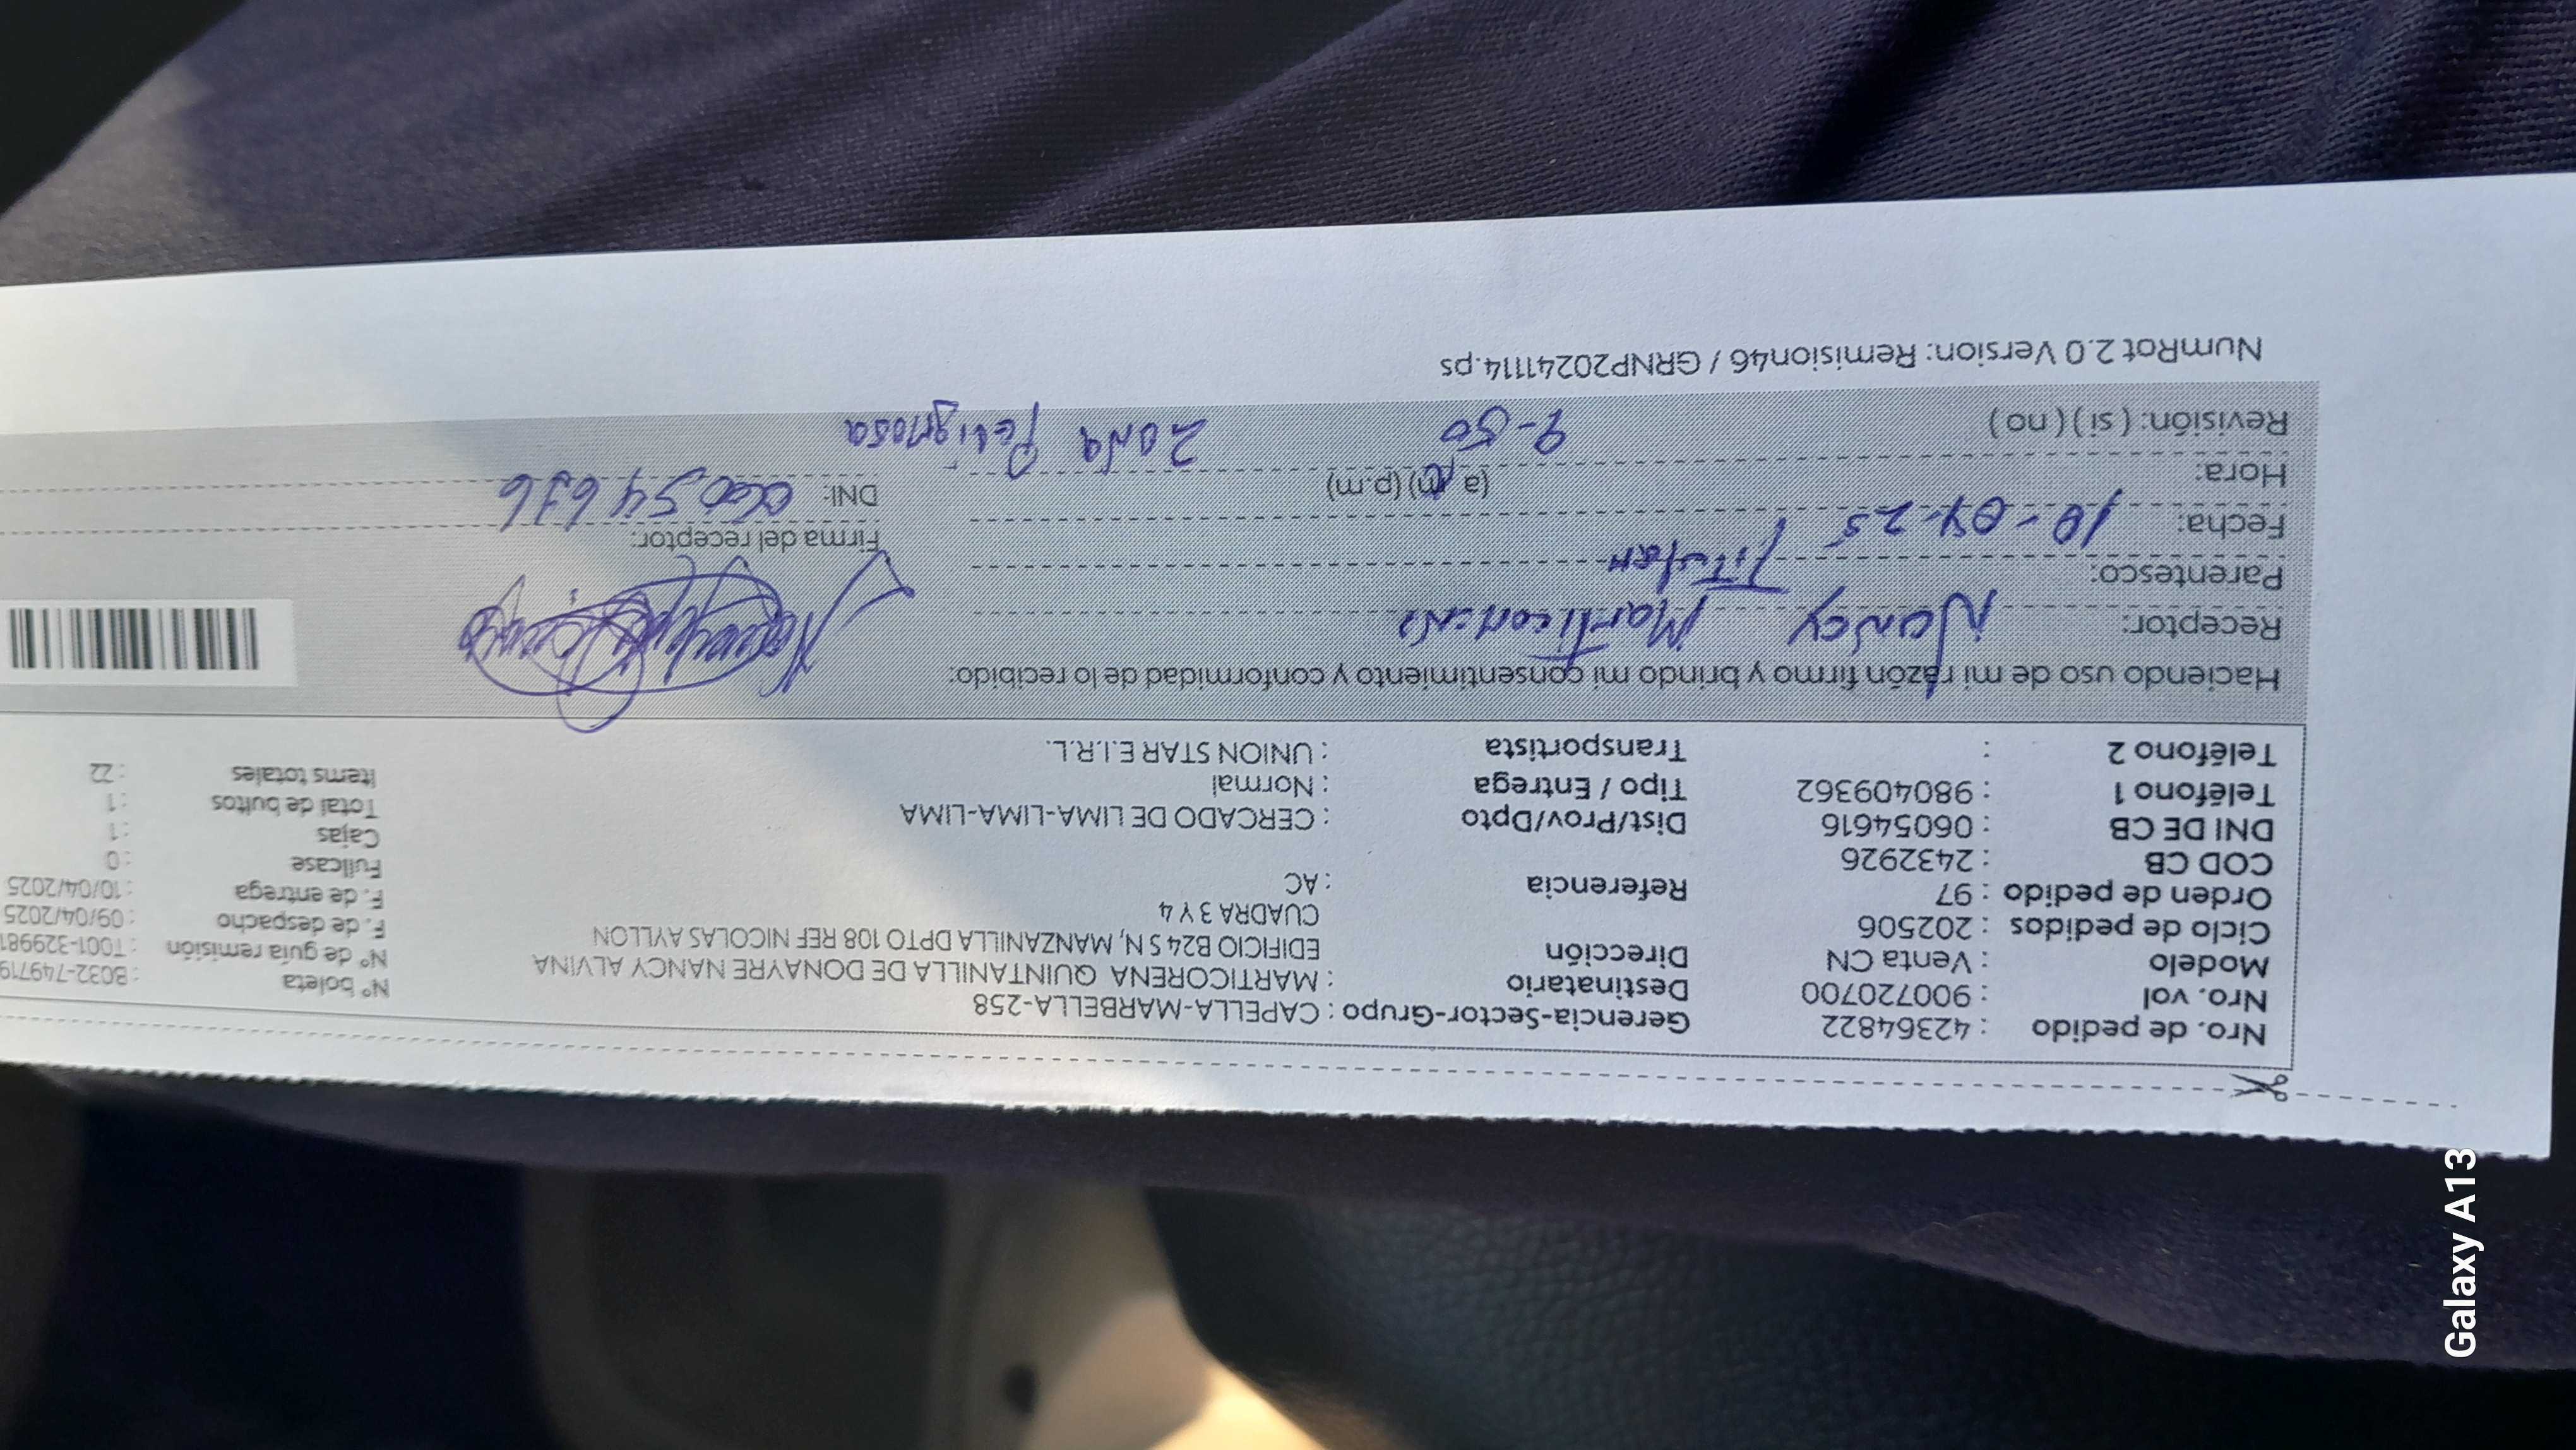 Nro. de pedido : 42364822 Gerencia-Sector-Grupo : CAPELLA-MARBELLA-258 N° boleta : B032-749719
Nro. vol : 900720700 Destinatario : MARTICORENA QUINTANILLA DE DONAYRE NANCY ALVINA N° de guía remisión : T001-329981
Modelo : Venta CN Dirección EDIFICIO B24 S N, MANZANILLA DPTO 108 REF NICOLAS AYLLON F. de despacho : 09/04/2025
Ciclo de pedidos : 202506 CUADRA 3 Y 4 F. de entrega : 10/04/2025
Orden de pedido : 97 Referencia : AC Fullcase : 0
COD CB : 2432926 Cajas : 1
DNI DE CB : 06054616 Dist/Prov/Dpto : CERCADO DE LIMA-LIMA-LIMA Total de bultos : 1
Teléfono 1 : 980409362 Tipo / Entrega : Normal Items totales : 22
Teléfono 2 : Transportista : UNION STAR E.I.R.L.
Haciendo uso de mi razón firmo y brindo mi consentimiento y conformidad de lo recibido:
Receptor: Nancy
Parentesco: Titular Firma del receptor:
Fecha: 10-04-25 DNI:
Hora: 9-50 (a.m) (p.m) Zona Peligrosa
Revisión: ( si ) ( no )
NumRot 2.0 Version: Remision46 / GRNP20241114.ps
Galaxy A13